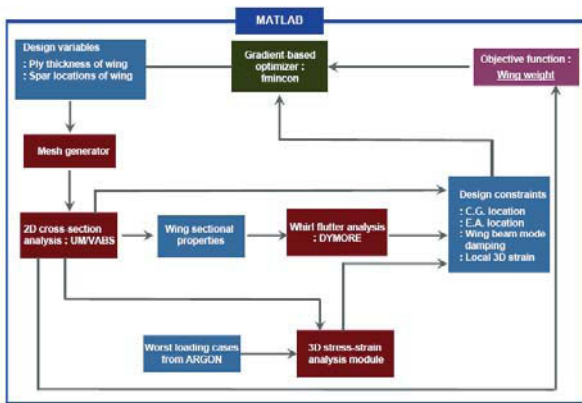 MATLAB
Design variables
: Ply thickness of wing
: Spar locations of wing
Gradient-based
optimizer :
fmincon
Objective function :
Wing weight
Mesh generator
2D cross-section
analysis : UM/VABS
Wing sectional
properties
Whirl flutter analysis
: DYMORE
Design constraints
: C.G. location
: E.A. location
: Wing beam mode
damping
: Local 3D strain
Worst loading cases
from ARGON
3D stress-strain
analysis module